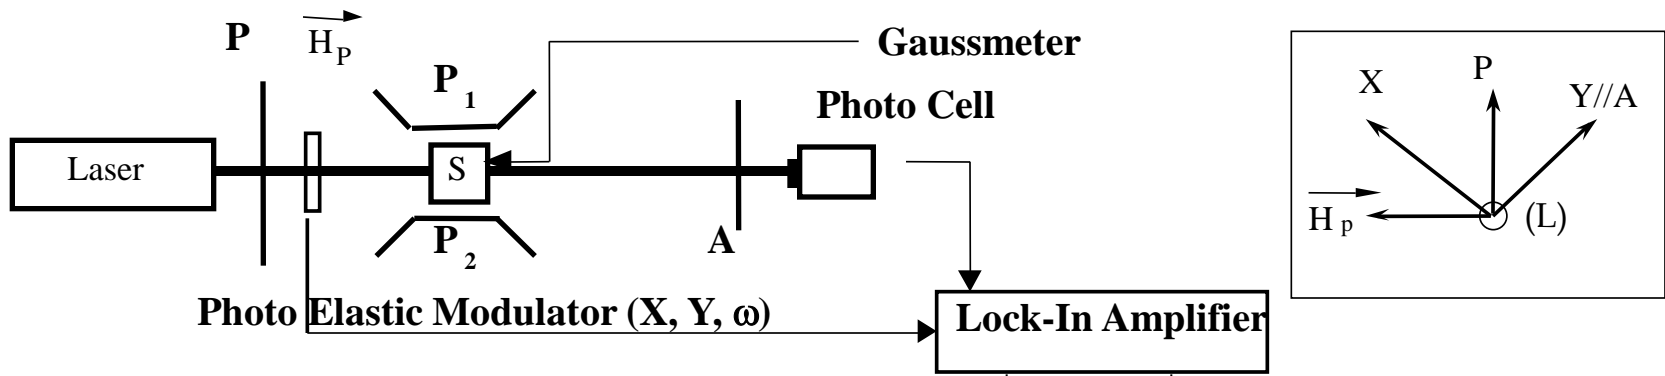 P
H P
Gaussmeter
P 1
Photo Cell
Laser
S
P 2
A
Photo Elastic Modulator (X, Y, ω)
Lock-In Amplifier
X
P
Y//A
H p
(L)